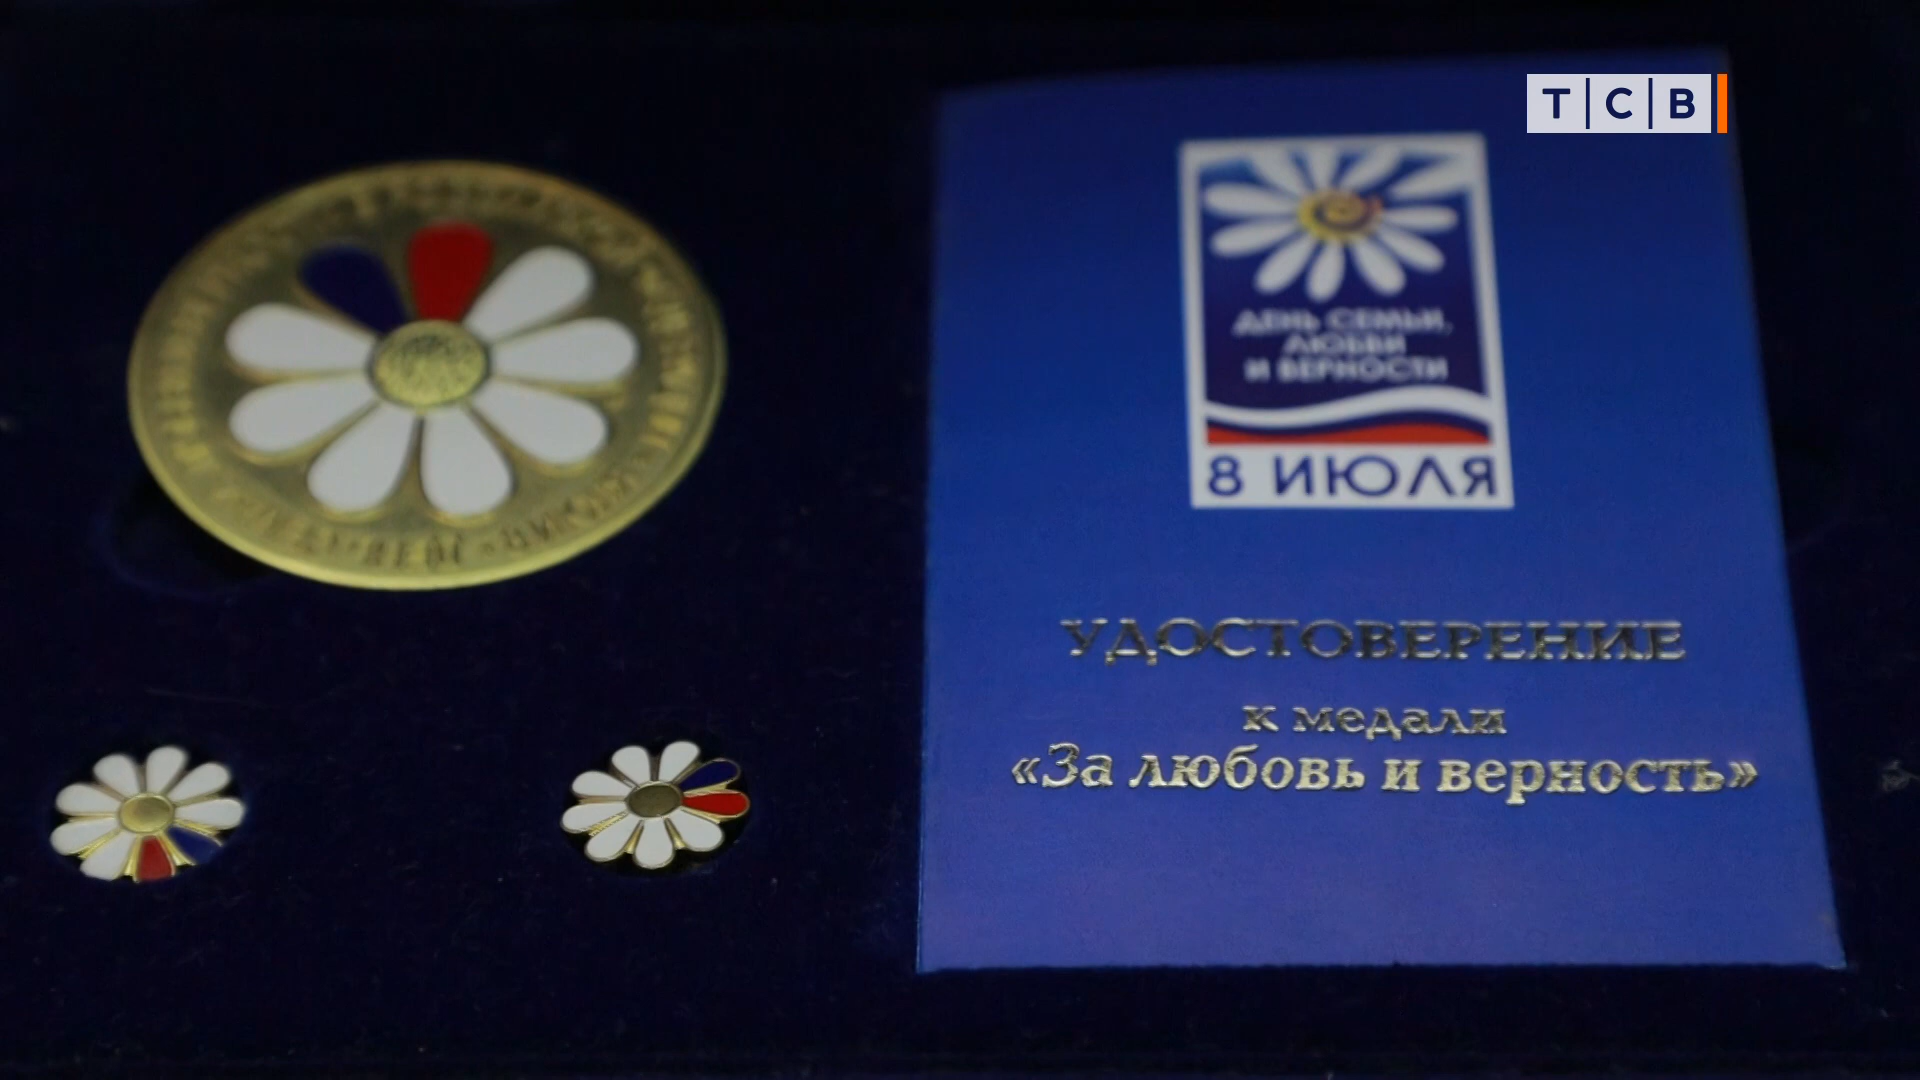 ТСВ
ДЕНЬ СЕМЬИ,
ЛЮБВИ
И ВЕРНОСТИ
8 ИЮЛЯ
УДОСТОВЕРЕНИЕ
к медали
«За любовь и верность»